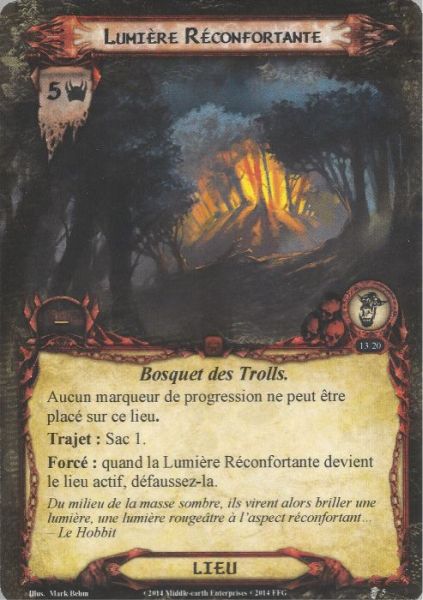 Lumière Réconfortante
5
13.20
Bosquet des Trolls.
Aucun marqueur de progression ne peut être
placé sur ce lieu.
Trajet : Sac 1.
Forcé : quand la Lumière Réconfortante devient
le lieu actif, défaussez-la.
Du milieu de la masse sombre, ils virent alors briller une
lumière, une lumière rougeâtre à l'aspect réconfortant…
– Le Hobbit
LIEU
Illus. Mark Behm ©2014 Middle-earth Enterprises ©2014 FFG 5